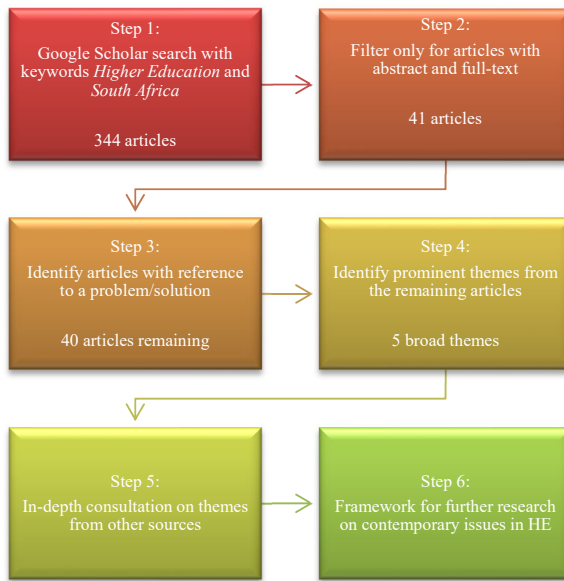 Step 1:
Google Scholar search with
keywords Higher Education and
South Africa
344 articles
Step 2:
Filter only for articles with
abstract and full-text
41 articles
Step 3:
Identify articles with reference
to a problem/solution
40 articles remaining
Step 4:
Identify prominent themes from
the remaining articles
5 broad themes
Step 5:
In-depth consultation on themes
from other sources
Step 6:
Framework for further research
on contemporary issues in HE